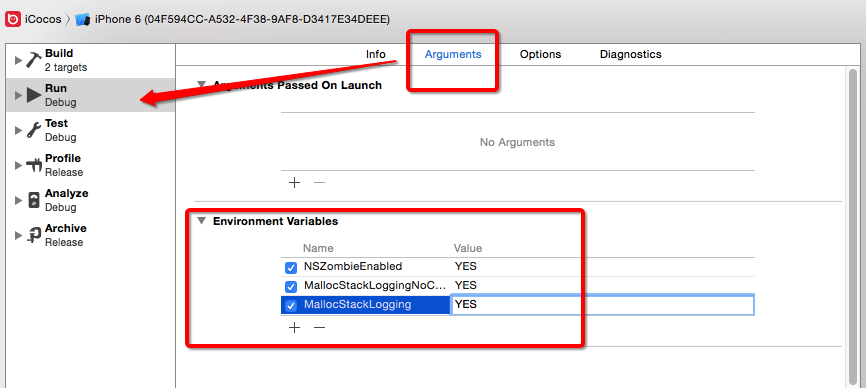 iCocos 〉 iPhone 6 (04F594CC-A532-4F38-9AF8-D3417E34DEEE)
Build
2 targets
Run
Debug
Test
Debug
Profile
Release
Analyze
Debug
Archive
Release
Info Arguments Options Diagnostics
Arguments Passed On Launch
No Arguments
Environment Variables
Name Value
NSZombieEnabled YES
MallocStackLoggingNoC... YES
MallocStackLogging YES